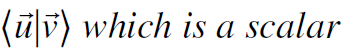 ⟨u⃗|v⃗⟩ which is a scalar